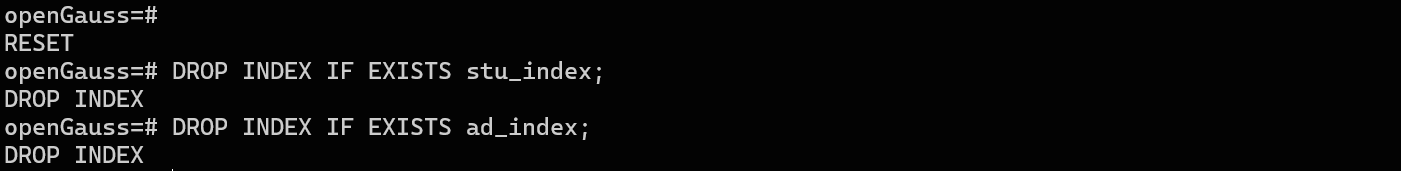 openGauss=#
RESET
openGauss=# DROP INDEX IF EXISTS stu_index;
DROP INDEX
openGauss=# DROP INDEX IF EXISTS ad_index;
DROP INDEX